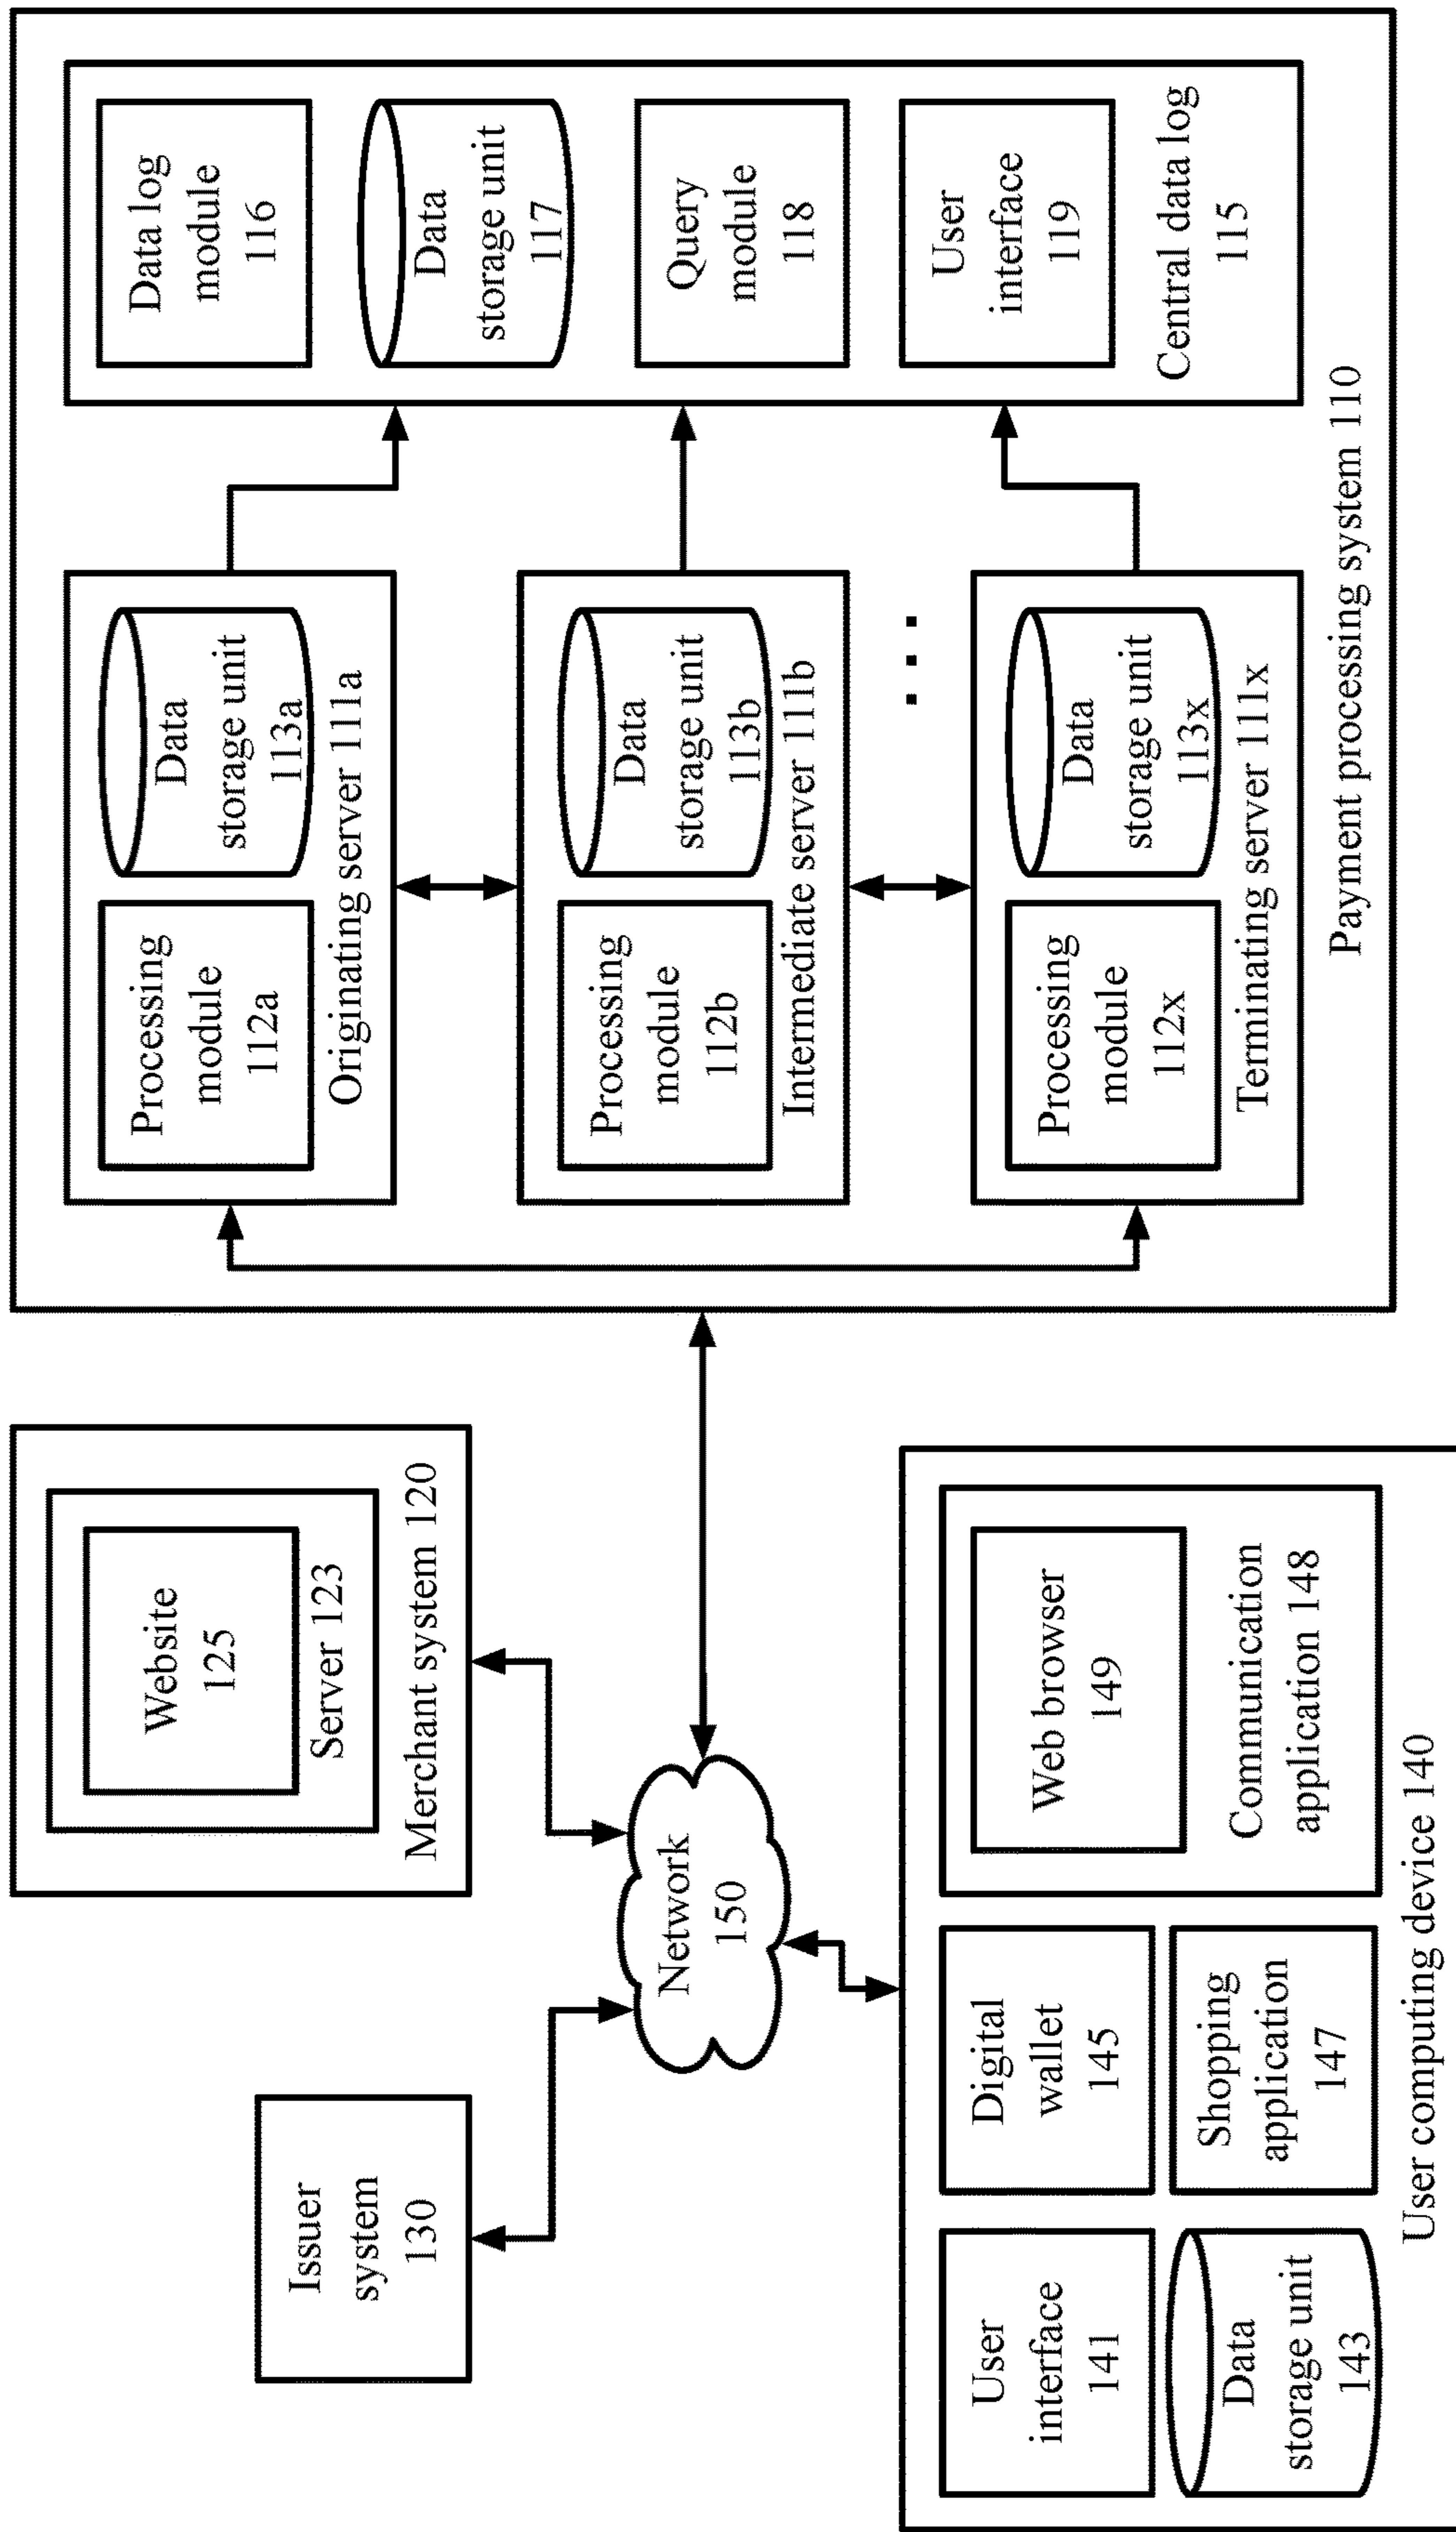 Issuer
system
130
Website
125
Server 123
Merchant system 120
Network
150
User
interface
141
Data
storage unit
143
Digital
wallet
145
Shopping
application
147
Web browser
149
Communication
application 148
User computing device 140
Processing
module
112a
Data
storage unit
113a
Originating server 111a
Processing
module
112b
Data
storage unit
113b
Intermediate server 111b
Processing
module
112x
Data
storage unit
113x
Terminating server 111x
Data log
module
116
Data
storage unit
117
Query
module
118
User
interface
119
Central data log
115
Payment processing system 110